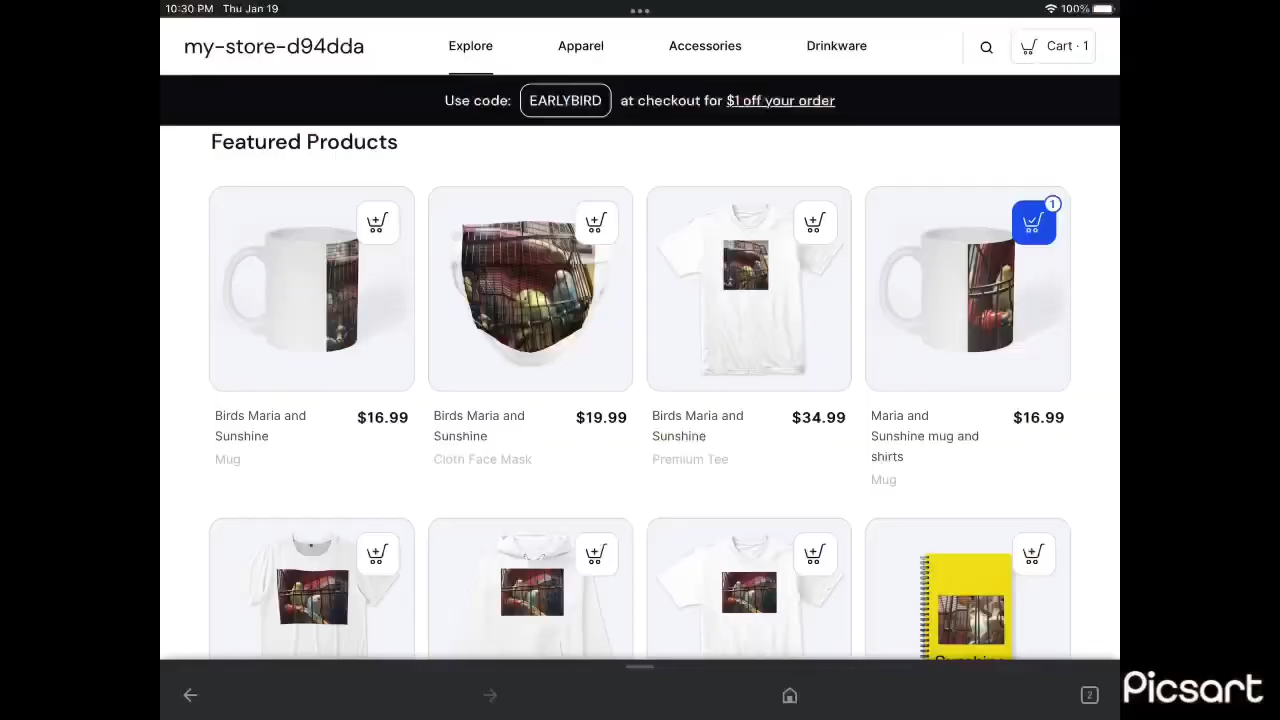 10:30 PM Thu Jan 19
100%
my-store-d94dda
Explore
Apparel
Accessories
Drinkware
Cart · 1
Use code: EARLYBIRD at checkout for $1 off your order
Featured Products
1
Birds Maria and
Sunshine
$16.99
Mug
Birds Maria and
Sunshine
$19.99
Cloth Face Mask
Birds Maria and
Sunshine
$34.99
Premium Tee
Maria and
Sunshine mug and
shirts
$16.99
Mug
Sunshine
2
Picsart